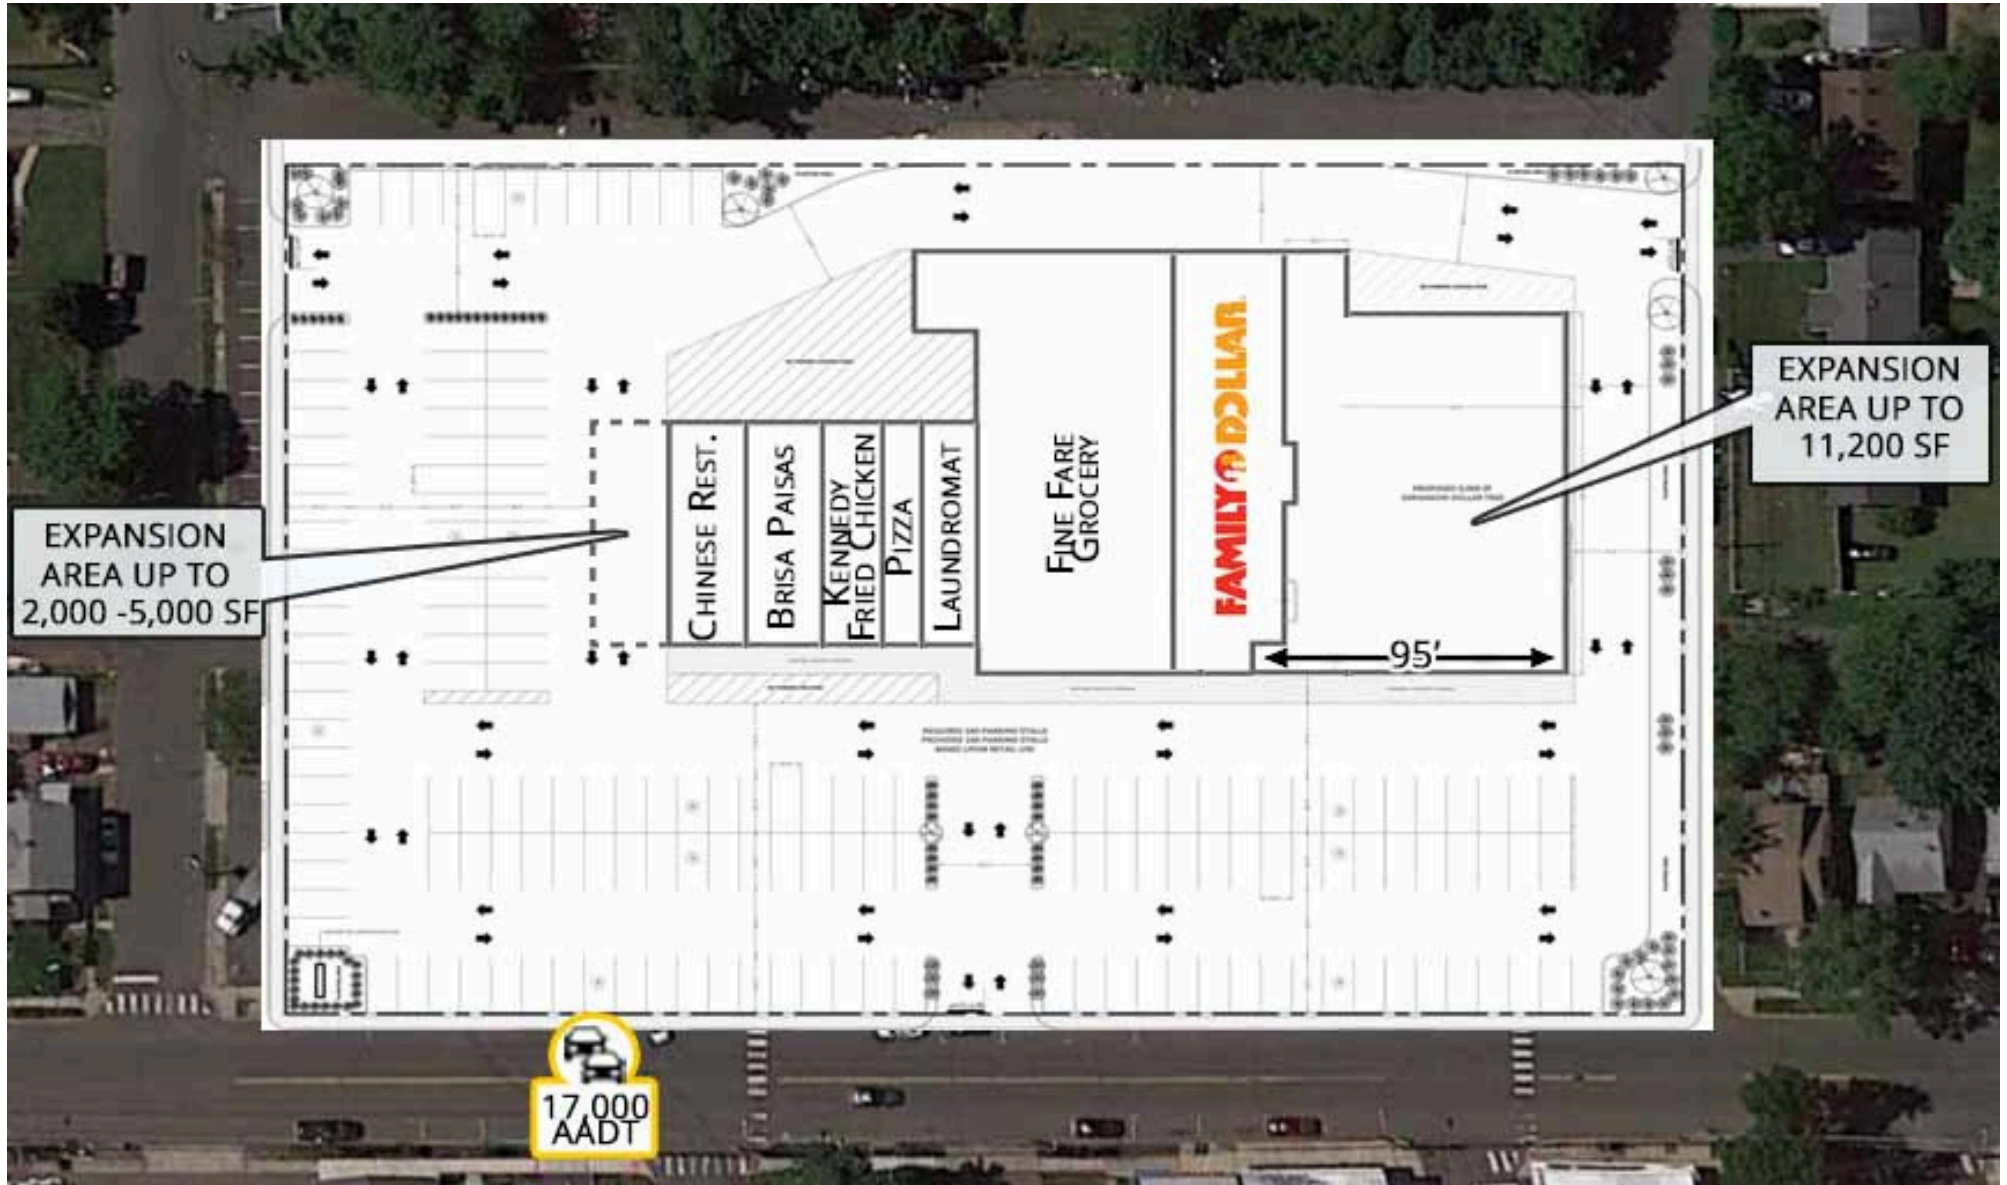 EXPANSION
AREA UP TO
11,200 SF
EXPANSION
AREA UP TO
2,000 -5,000 SF
CHINESE REST.
BRISA PAISAS
KENNEDY
FRIED CHICKEN
PIZZA
LAUNDROMAT
FINE FARE
GROCERY
FAMILY DOLLAR
95'
17,000
AADT